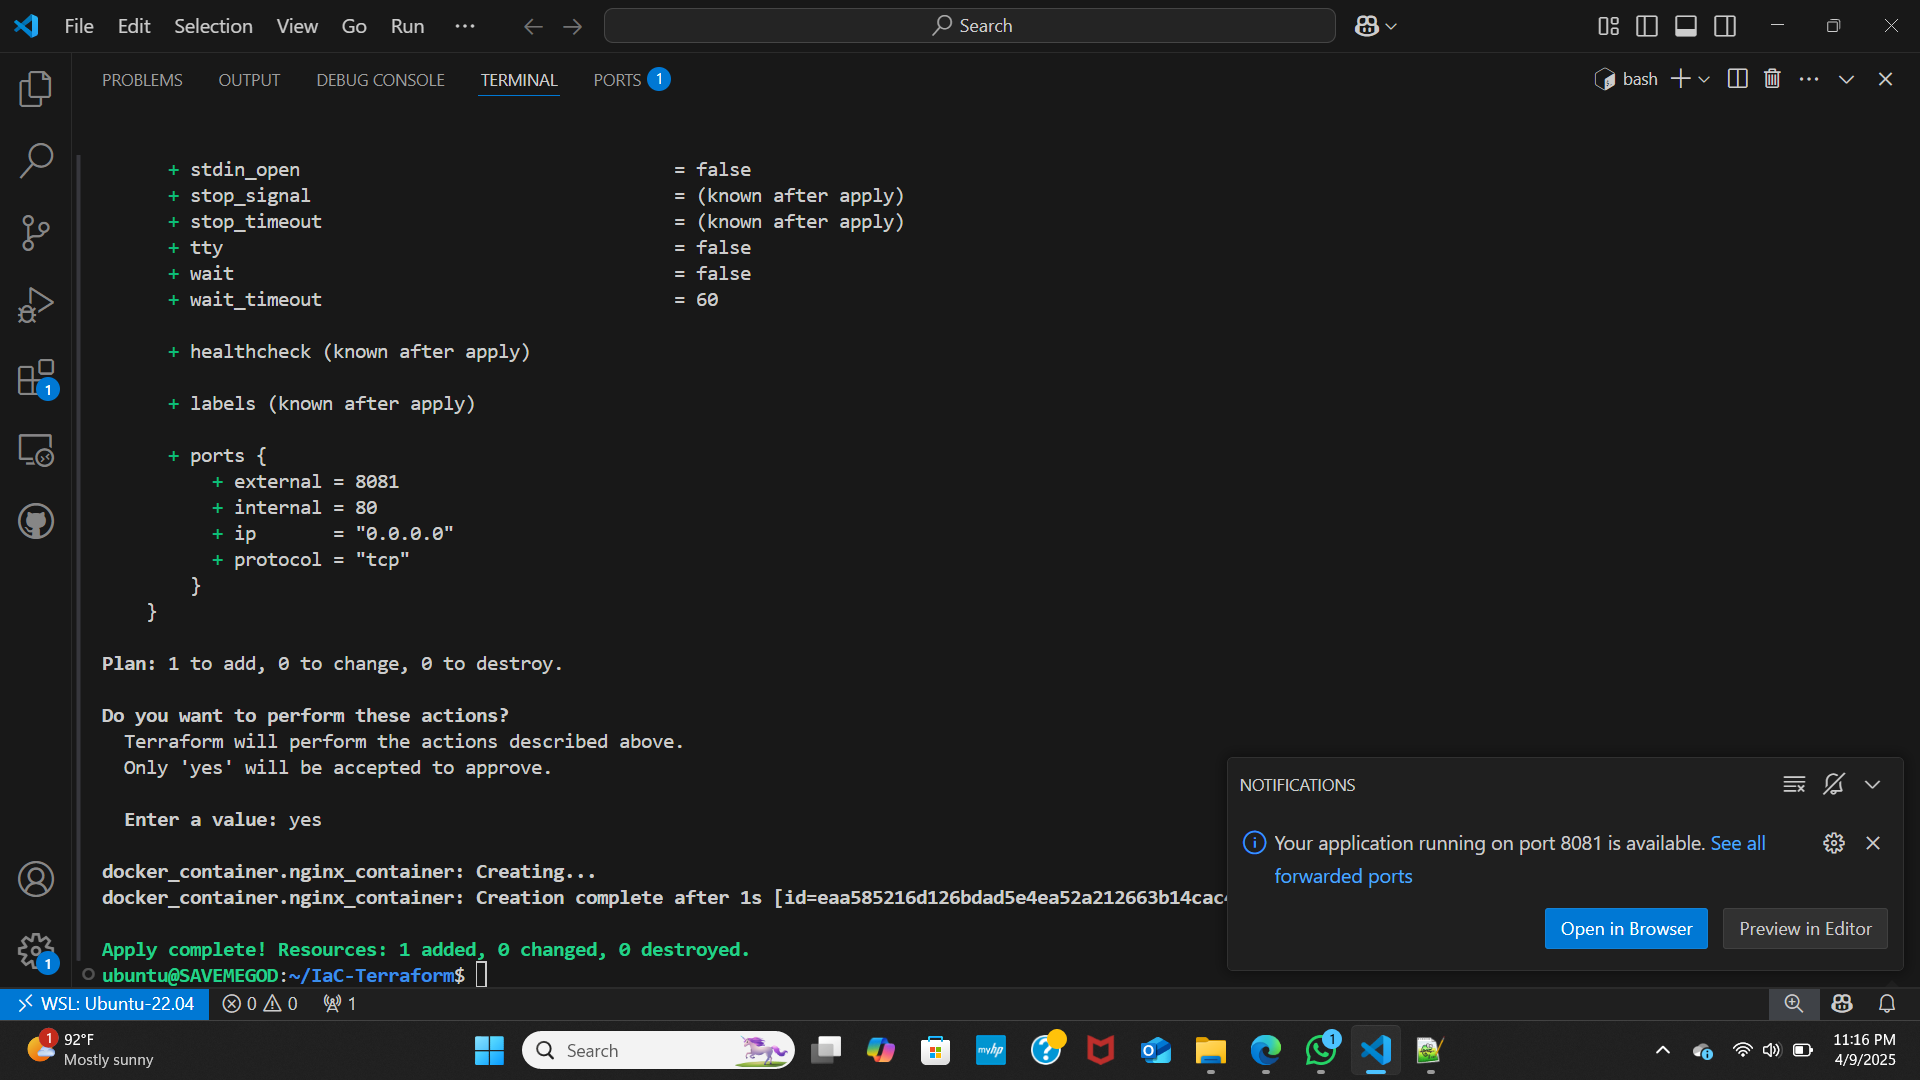 File Edit Selection View Go Run ··· Search
PROBLEMS OUTPUT DEBUG CONSOLE TERMINAL PORTS 1 bash
+ stdin_open = false
+ stop_signal = (known after apply)
+ stop_timeout = (known after apply)
+ tty = false
+ wait = false
+ wait_timeout = 60
+ healthcheck (known after apply)
+ labels (known after apply)
+ ports {
+ external = 8081
+ internal = 80
+ ip = "0.0.0.0"
+ protocol = "tcp"
}
}
Plan: 1 to add, 0 to change, 0 to destroy.
Do you want to perform these actions?
Terraform will perform the actions described above.
Only 'yes' will be accepted to approve.
Enter a value: yes
docker_container.nginx_container: Creating...
docker_container.nginx_container: Creation complete after 1s [id=eaa585216d126bdad5e4ea52a212663b14cac
Apply complete! Resources: 1 added, 0 changed, 0 destroyed.
ubuntu@SAVEMEGOD:~/IaC-Terraform$
NOTIFICATIONS
Your application running on port 8081 is available. See all
forwarded ports
Open in Browser Preview in Editor
1
1
WSL: Ubuntu-22.04 0 0 1
1 92°F
Mostly sunny
Search
myhp
1
11:16 PM
4/9/2025